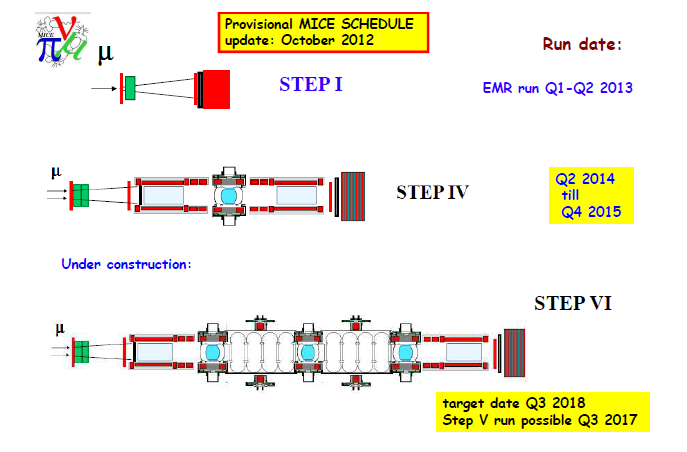 MICE
πνμ
Provisional MICE SCHEDULE
update: October 2012
Run date:
μ
STEP I
EMR run Q1-Q2 2013
μ
STEP IV
Q2 2014
till
Q4 2015
Under construction:
STEP VI
μ
target date Q3 2018
Step V run possible Q3 2017